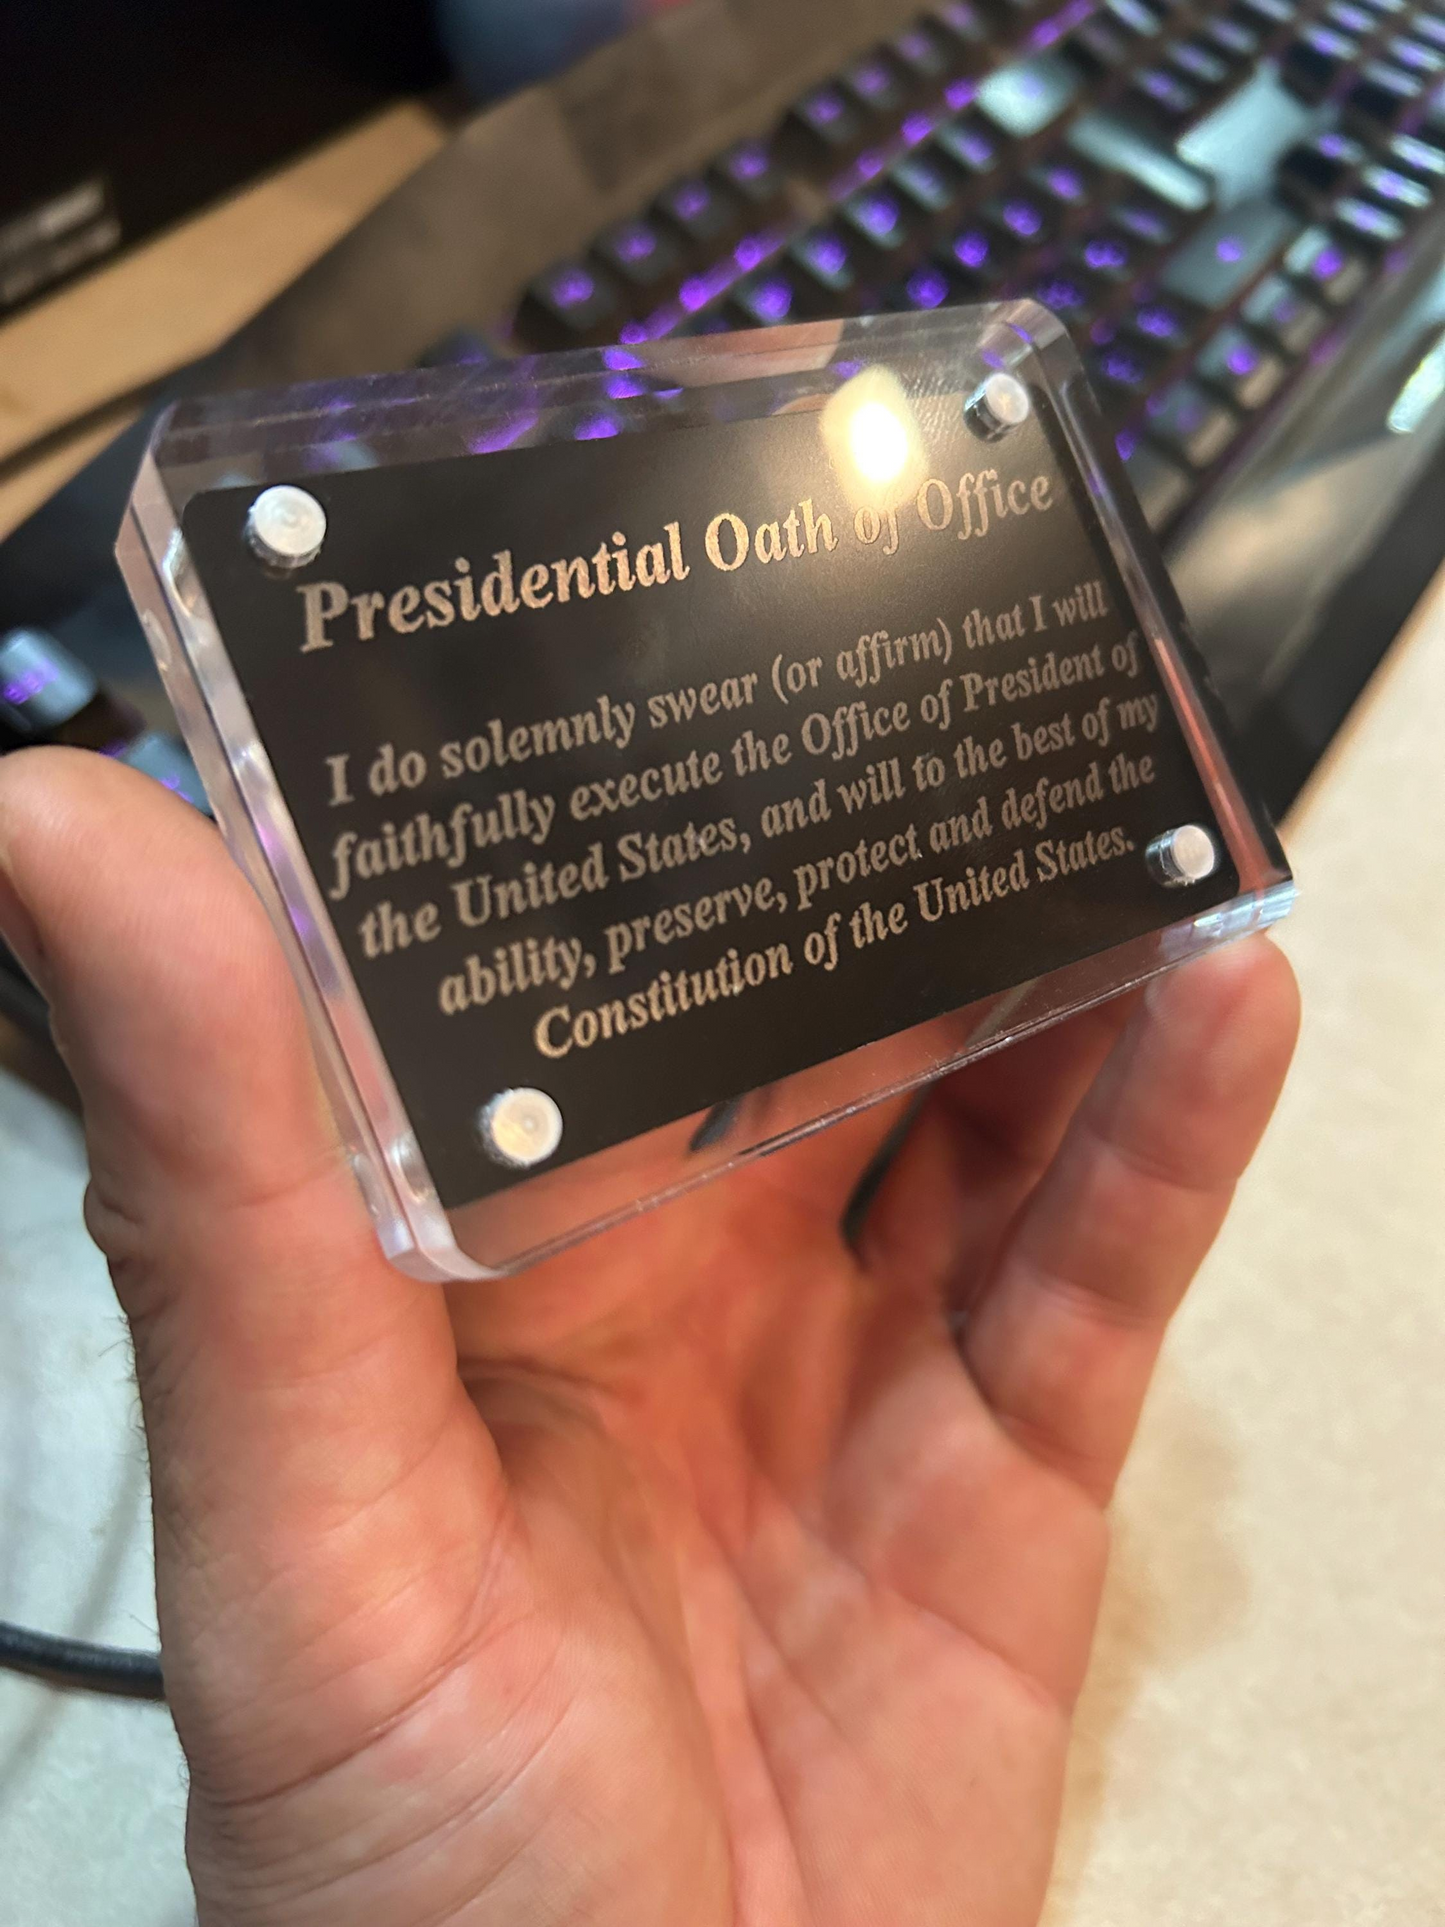 Presidential Oath of Office
I do solemnly swear (or affirm) that I will
faithfully execute the Office of President of
the United States, and will to the best of my
ability, preserve, protect and defend the
Constitution of the United States.